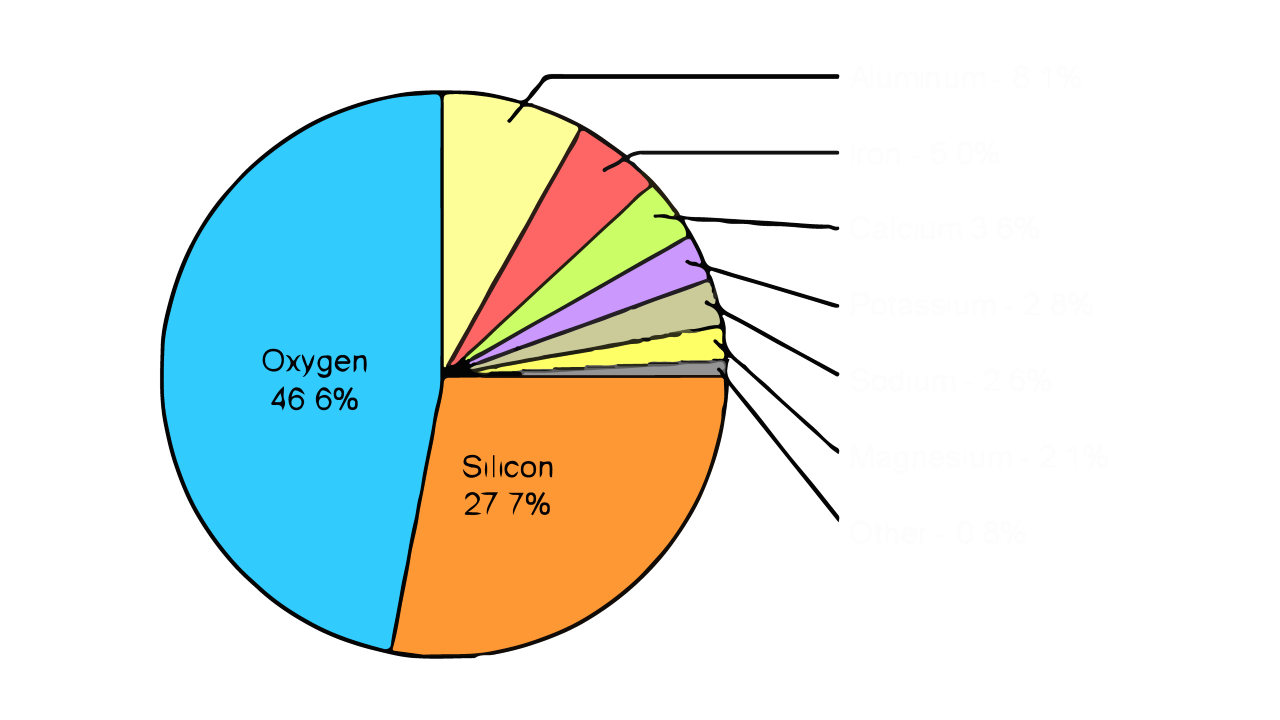 Aluminum - 8 1%
Iron - 5 0%
Calcium 3 6%
Potassium - 2 8%
Oxygen
46 6%
Sodium - 2 6%
Magnesium - 2 1%
Silicon
27 7%
Other - 0 8%